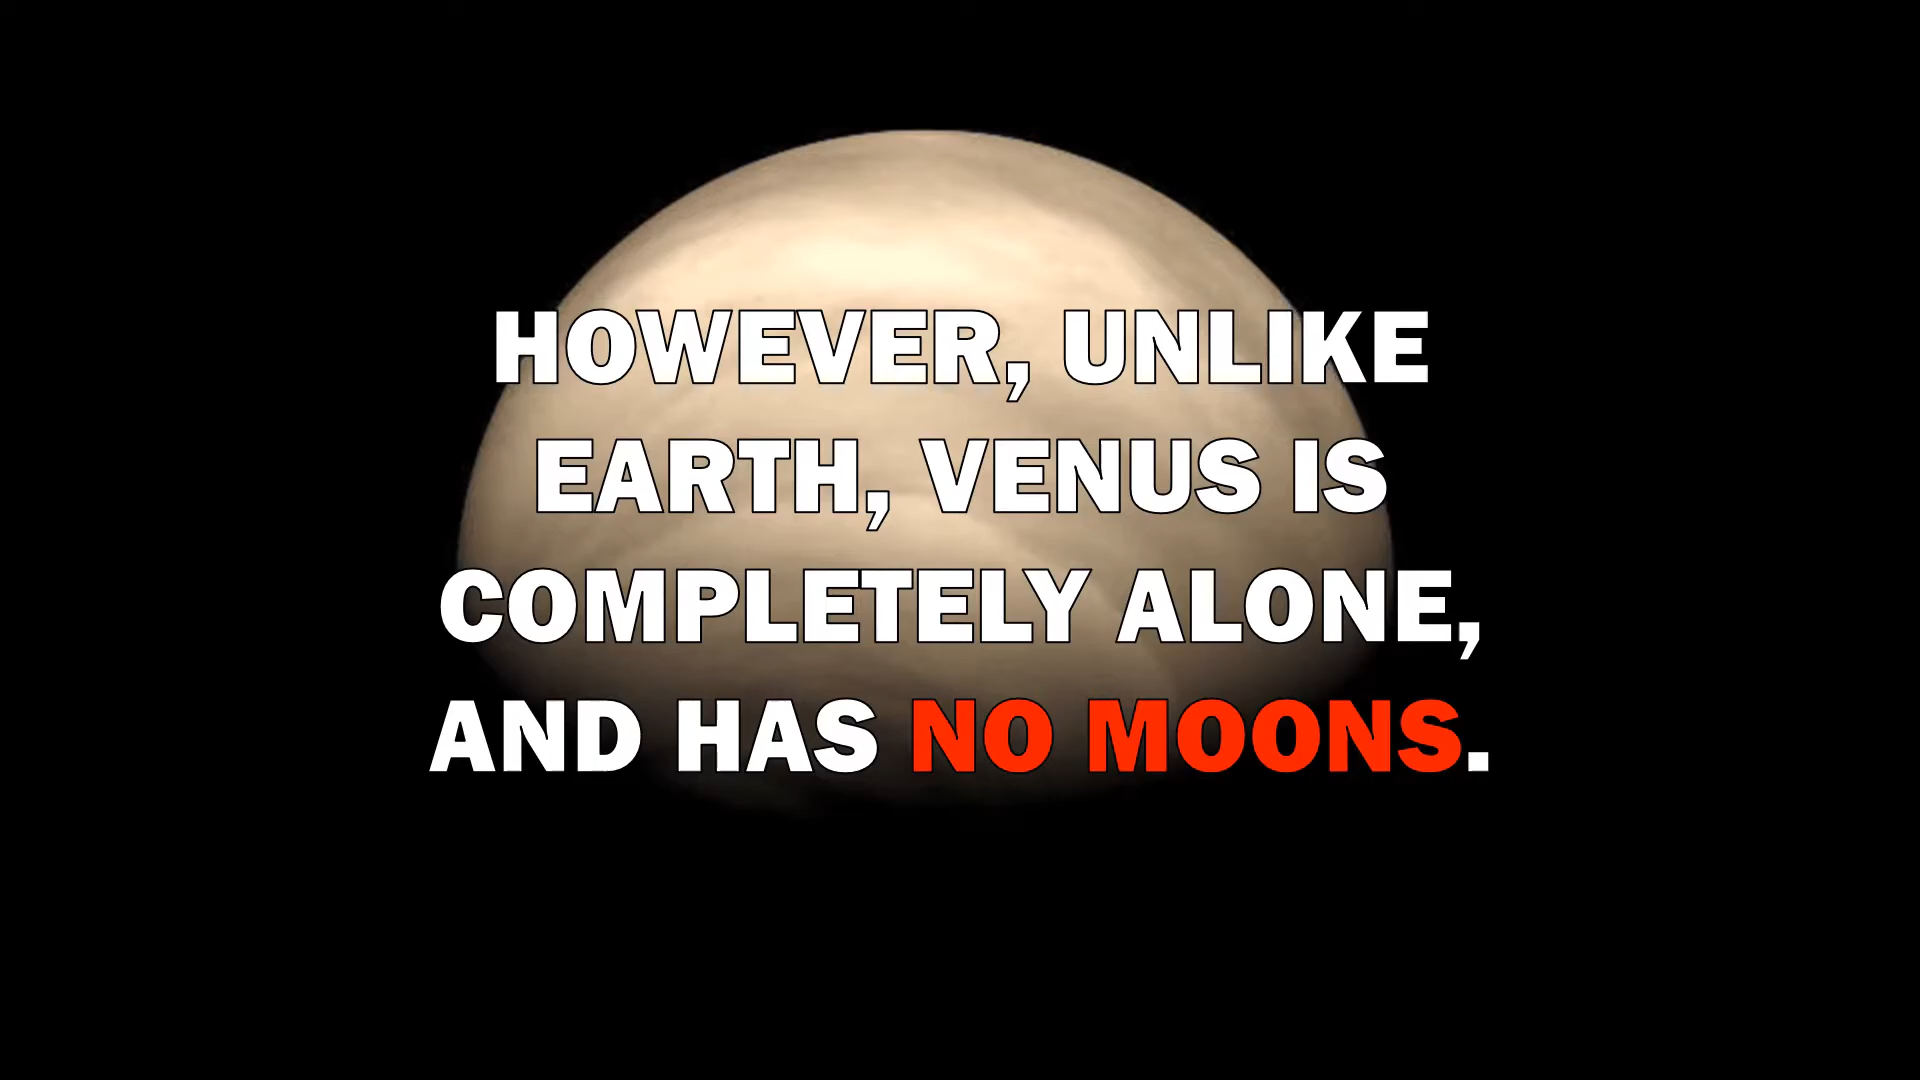 HOWEVER, UNLIKE
EARTH, VENUS IS
COMPLETELY ALONE,
AND HAS NO MOONS.